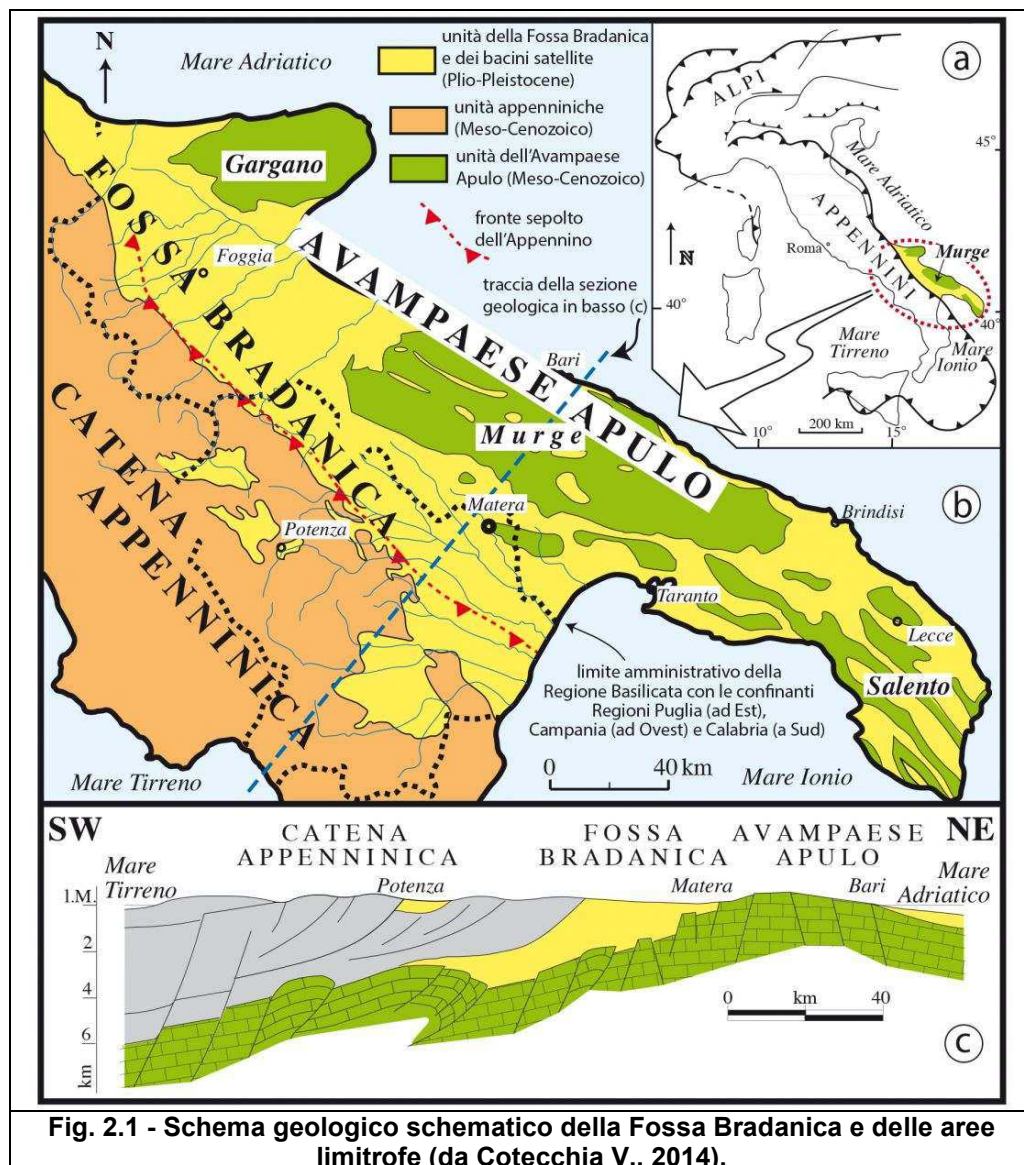 N
Mare Adriatico
unità della Fossa Bradanica
e dei bacini satellite
(Plio-Pleistocene)
unità appenniniche
(Meso-Cenozoico)
unità dell'Avampaese
Apulo (Meso-Cenozoico)
fronte sepolto
dell'Appennino
traccia della sezione
geologica in basso (c)
a
ALPI
45°
Mare Adriatico
APPENNINI
N
Roma
Murge
40°
40°
Mare
Tirreno
Mare
Ionio
200 km
10°
15°
Gargano
FOSSA BRADANICA
Foggia
AVAMPAESE APULO
Bari
Murge
CATENA
APPENNINICA
Matera
Potenza
b
Brindisi
Taranto
Lecce
Salento
limite amministrativo della
Regione Basilicata con le confinanti
Regioni Puglia (ad Est),
Campania (ad Ovest) e Calabria (a Sud)
0 40 km
Mare Tirreno
Mare Ionio
SW
CATENA
APPENNINICA
FOSSA
BRADANICA
AVAMPAESE
APULO
NE
Mare
Tirreno
Potenza
Matera
Bari
Mare
Adriatico
l.M.
2
4
6
km
0 km 40
c
Fig. 2.1 - Schema geologico schematico della Fossa Bradanica e delle aree
limitrofe (da Cotecchia V., 2014).